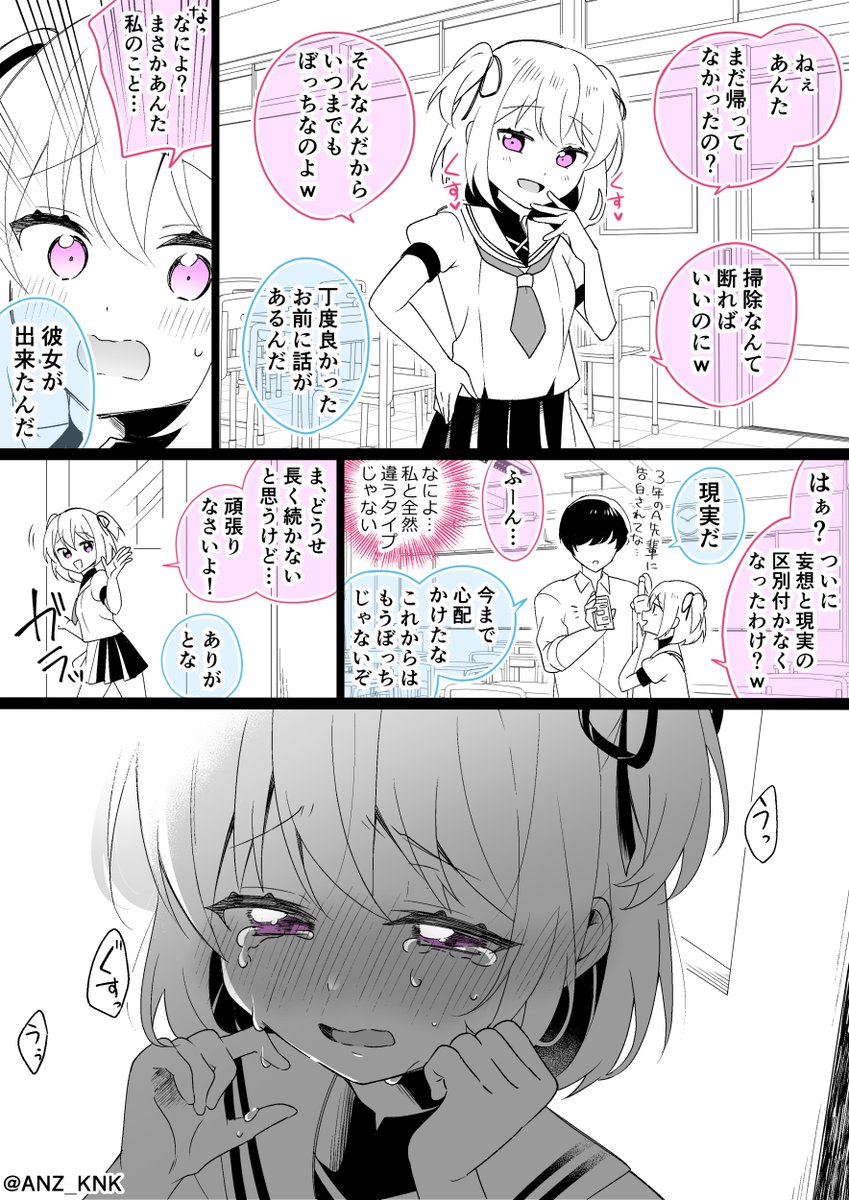 ねぇ
あんた
まだ帰って
なかったの?
掃除なんて
断れば
いいのにw
そんなんだから
いつまでも
ぼっちなのよw
くす♥
くす♥
丁度良かった
お前に話が
あるんだ
なっ
なによ?
まさかあんた
私のこと…
彼女が
出来たんだ
はぁ?ついに
妄想と現実の
区別付かなく
なったわけ?w
現実だ
3年のA先輩に
告白されてな…
ふーん…
なによ…
私と全然
違うタイプ
じゃない
今まで
心配
かけたな
これからは
もうぼっち
じゃないぞ
ま、どうせ
長く続かない
と思うけど…
頑張り
なさいよ!
ありが
とな
ガラッ
うっ
ぐすっ
うぅ
@ANZ_KNK